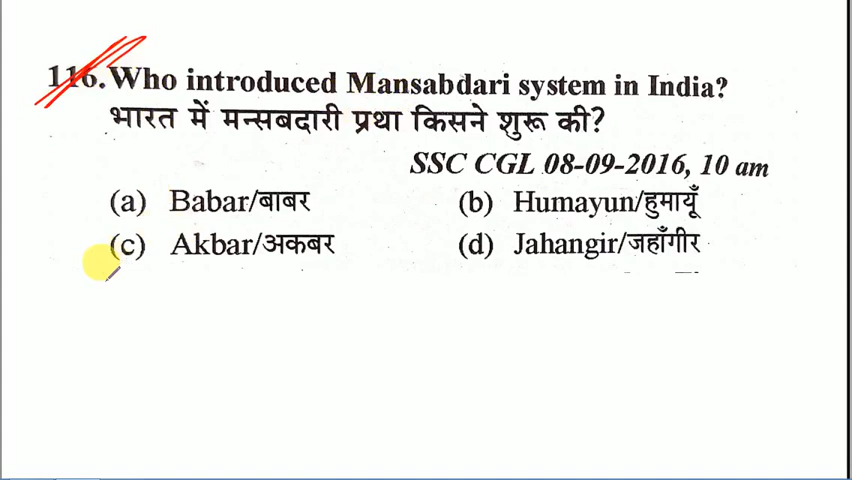 116. Who introduced Mansabdari system in India?
भारत में मन्सबदारी प्रथा किसने शुरू की?
SSC CGL 08-09-2016, 10 am
(a) Babar/बाबर (b) Humayun/हुमायूँ
(c) Akbar/अकबर (d) Jahangir/जहाँगीर